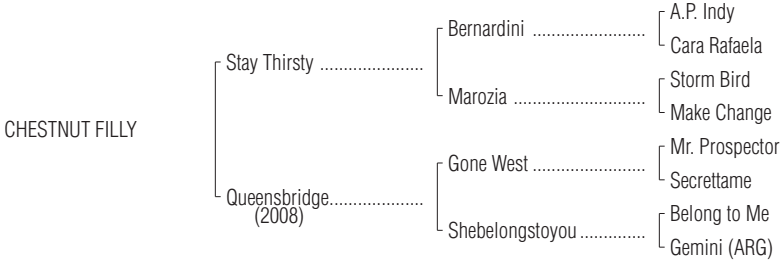 A.P. Indy
Bernardini ........................
Cara Rafaela
Stay Thirsty ......................
Storm Bird
Marozia ............................
Make Change
CHESTNUT FILLY
Mr. Prospector
Gone West ........................
Secrettame
Queensbridge....................
(2008)
Belong to Me
Shebelongstoyou ..............
Gemini (ARG)